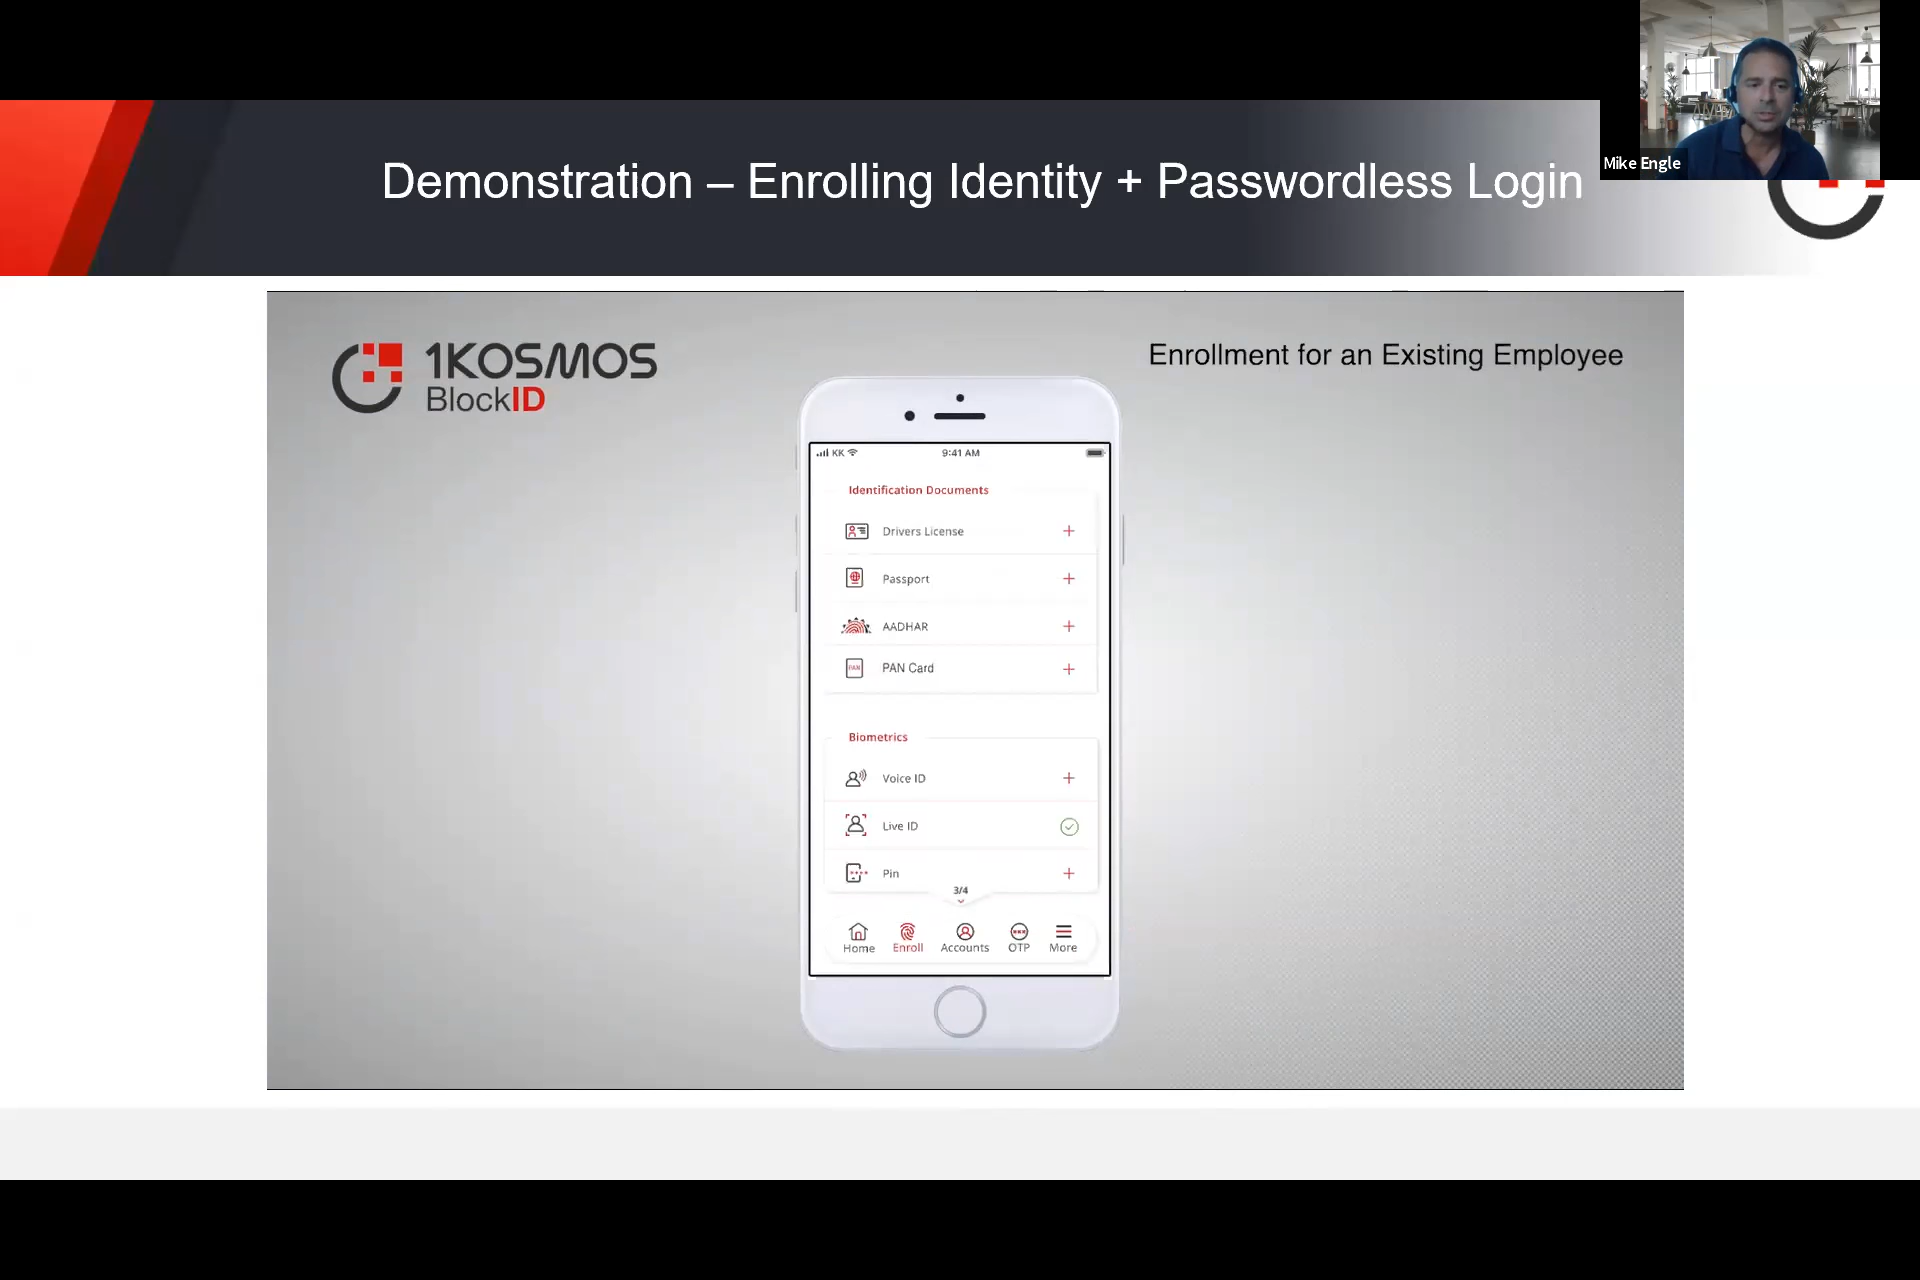 Mike Engle
Demonstration – Enrolling Identity + Passwordless Login
1KOSMOS
BlockID
Enrollment for an Existing Employee
KK
9:41 AM
Identification Documents
Drivers License
Passport
AADHAR
PAN
PAN Card
Biometrics
Voice ID
Live ID
Pin
3/4
Home
Enroll
Accounts
OTP
More